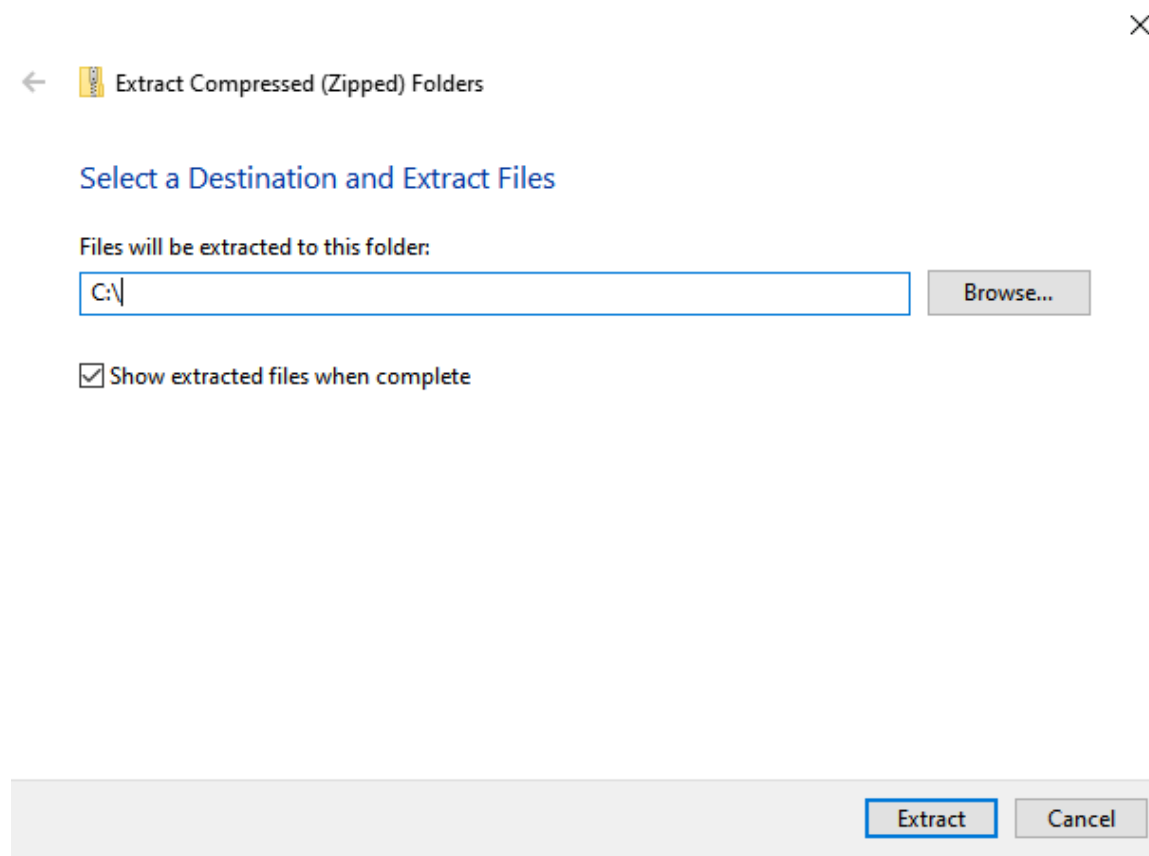 Extract Compressed (Zipped) Folders
Select a Destination and Extract Files
Files will be extracted to this folder:
C:\
Browse...
Show extracted files when complete
Extract
Cancel